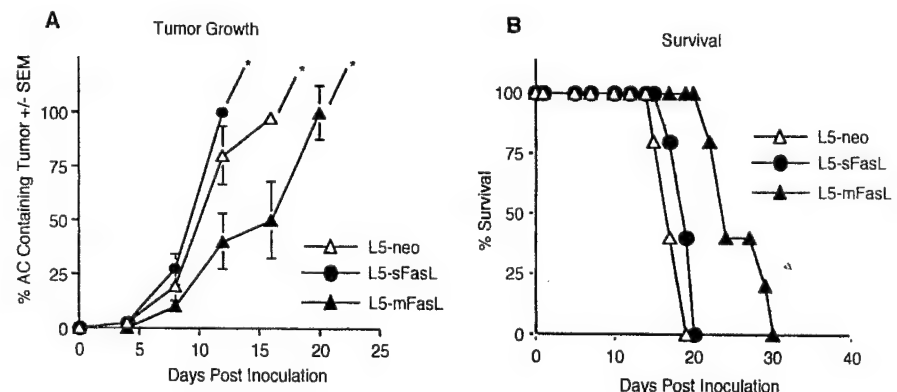 A
Tumor Growth
% AC Containing Tumor +/- SEM
100
75
50
25
0
* * *
L5-neo
L5-sFasL
L5-mFasL
0 5 10 15 20 25
Days Post Inoculation
B
Survival
% Survival
100
75
50
25
0
L5-neo
L5-sFasL
L5-mFasL
0 10 20 30 40
Days Post Inoculation